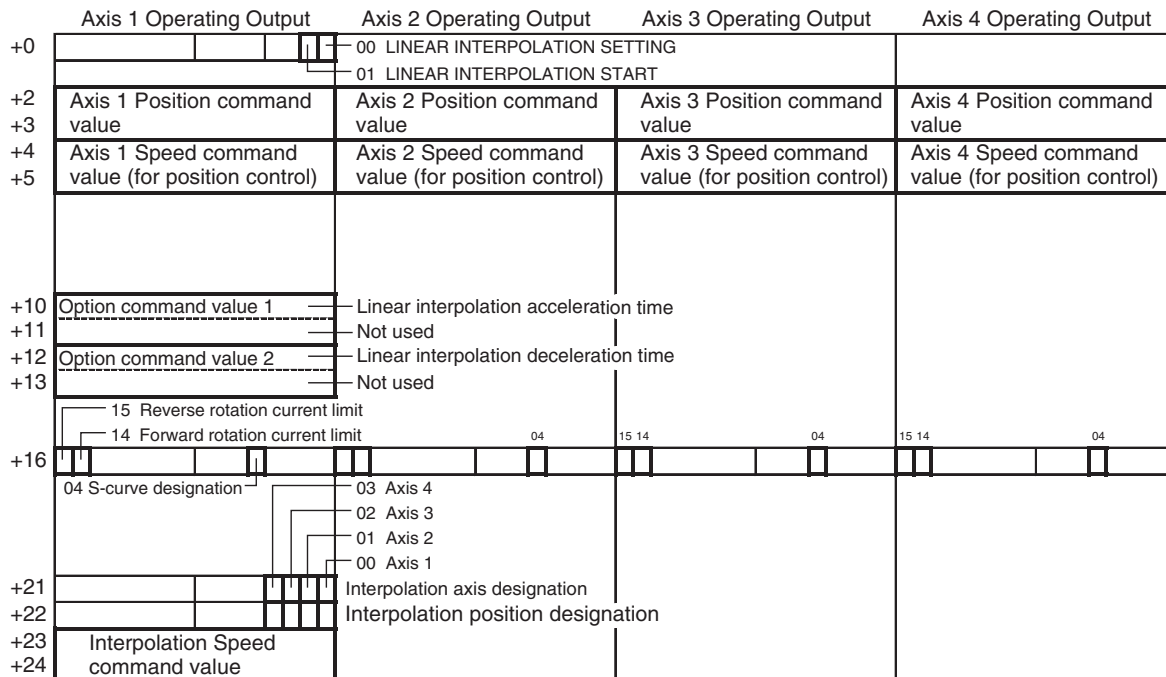 Axis 1 Operating Output Axis 2 Operating Output Axis 3 Operating Output Axis 4 Operating Output
+0 00 LINEAR INTERPOLATION SETTING
01 LINEAR INTERPOLATION START
+2 Axis 1 Position command Axis 2 Position command Axis 3 Position command Axis 4 Position command
+3 value value value value
+4 Axis 1 Speed command Axis 2 Speed command Axis 3 Speed command Axis 4 Speed command
+5 value (for position control) value (for position control) value (for position control) value (for position control)
+10 Option command value 1 Linear interpolation acceleration time
+11 Not used
+12 Option command value 2 Linear interpolation deceleration time
+13 Not used
15 Reverse rotation current limit
14 Forward rotation current limit 04 15 14 04 15 14 04
+16
04 S-curve designation 03 Axis 4
02 Axis 3
01 Axis 2
00 Axis 1
+21 Interpolation axis designation
+22 Interpolation position designation
+23 Interpolation Speed
+24 command value